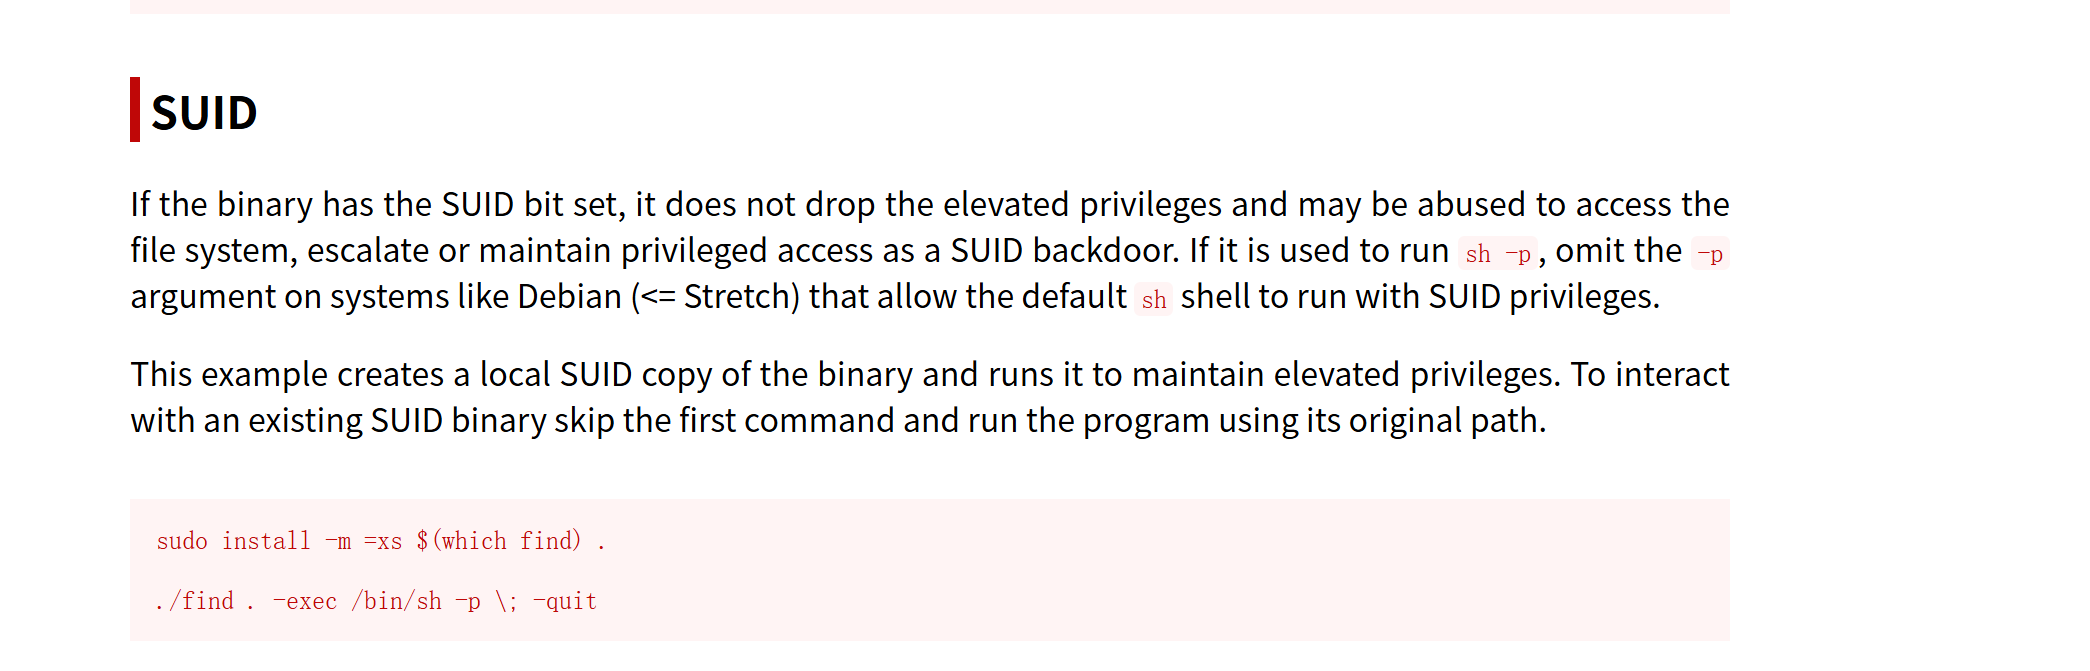 SUID
If the binary has the SUID bit set, it does not drop the elevated privileges and may be abused to access the
file system, escalate or maintain privileged access as a SUID backdoor. If it is used to run sh -p, omit the -p
argument on systems like Debian (<= Stretch) that allow the default sh shell to run with SUID privileges.
This example creates a local SUID copy of the binary and runs it to maintain elevated privileges. To interact
with an existing SUID binary skip the first command and run the program using its original path.
sudo install -m =xs $(which find) .
./find . -exec /bin/sh -p \; -quit